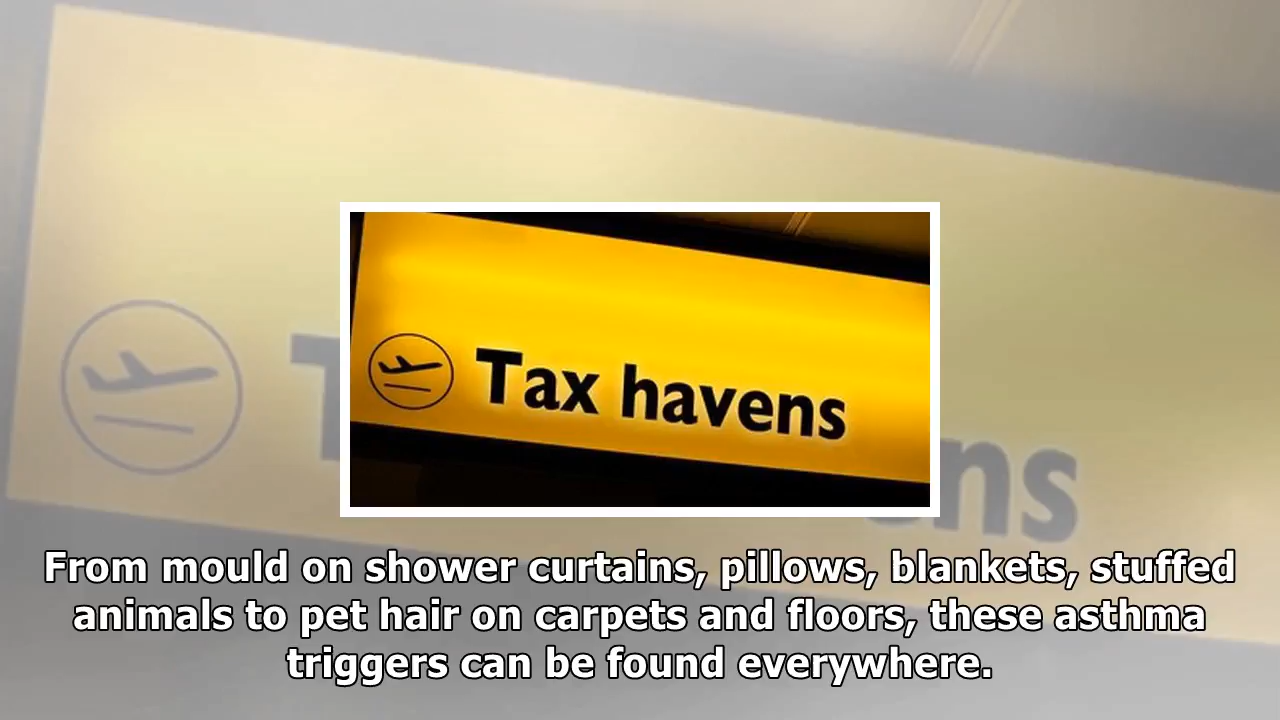 Tax havens
From mould on shower curtains, pillows, blankets, stuffed
animals to pet hair on carpets and floors, these asthma
triggers can be found everywhere.